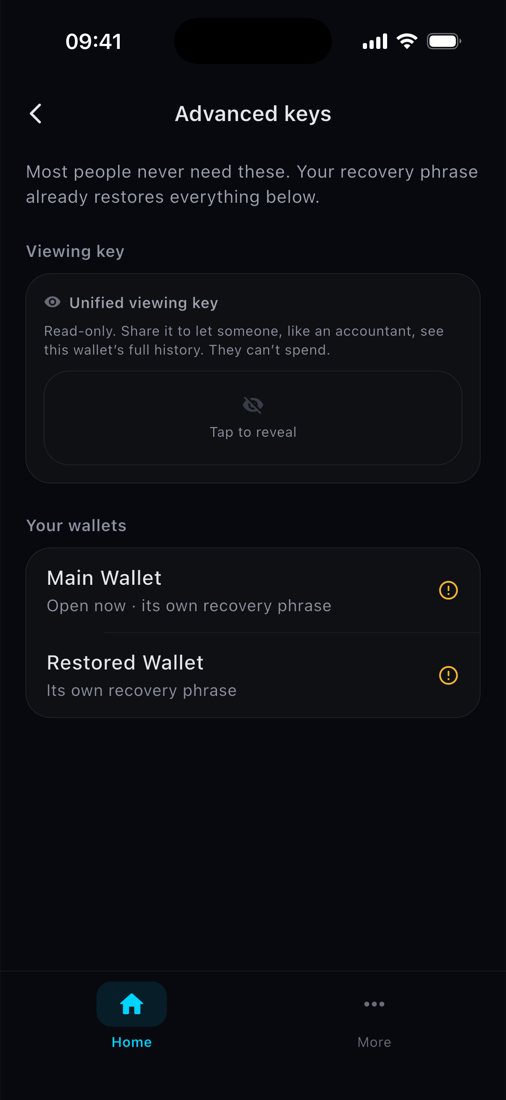 09:41
Advanced keys
Most people never need these. Your recovery phrase
already restores everything below.
Viewing key
Unified viewing key
Read-only. Share it to let someone, like an accountant, see
this wallet's full history. They can't spend.
Tap to reveal
Your wallets
Main Wallet
Open now · its own recovery phrase
Restored Wallet
Its own recovery phrase
Home
More